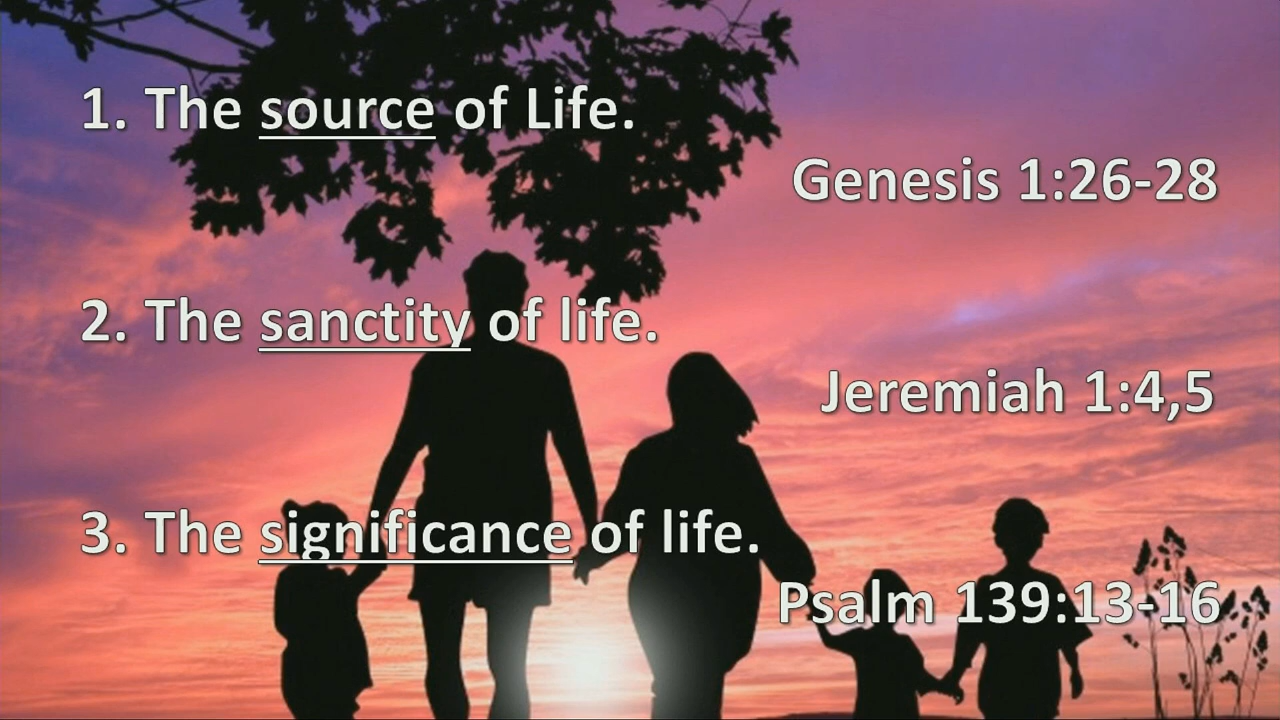 1. The source of Life.
Genesis 1:26-28
2. The sanctity of life.
Jeremiah 1:4,5
3. The significance of life.
Psalm 139:13-16